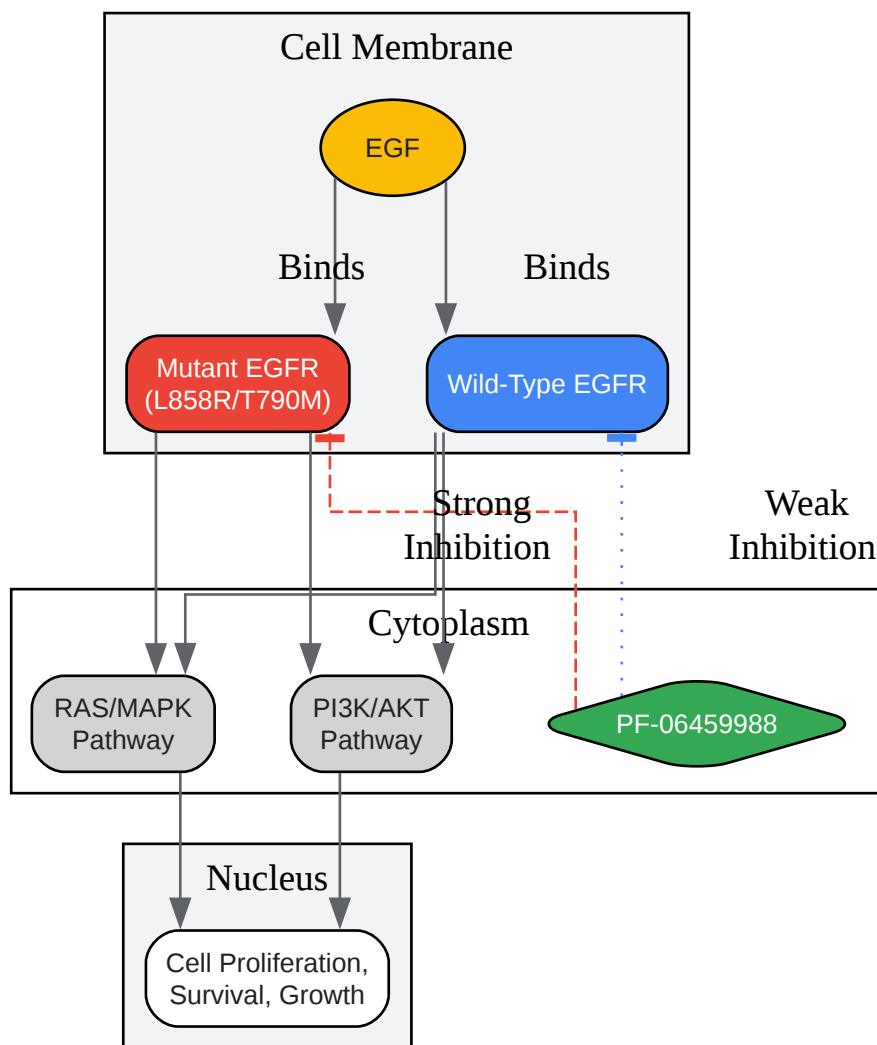 Cell Membrane
EGF
Binds
Binds
Mutant EGFR
(L858R/T790M)
Wild-Type EGFR
Strong
Inhibition
Weak
Inhibition
Cytoplasm
RAS/MAPK
Pathway
PI3K/AKT
Pathway
PF-06459988
Nucleus
Cell Proliferation,
Survival, Growth